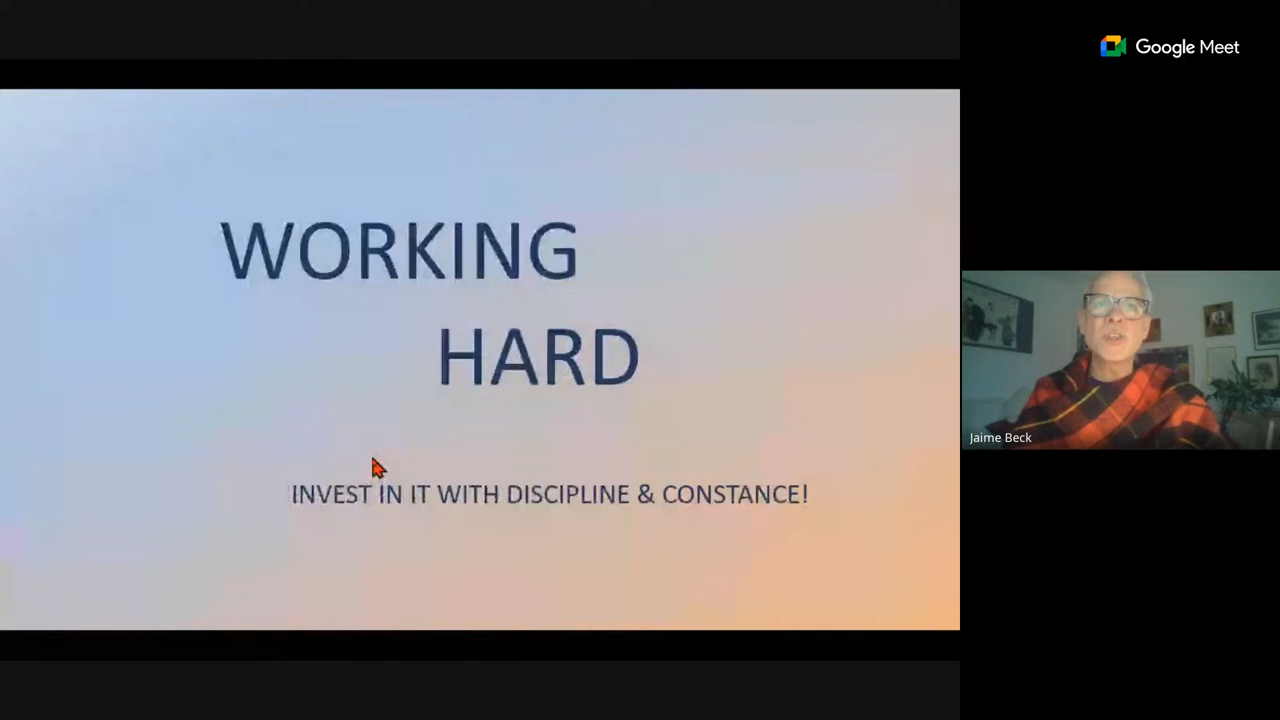 Google Meet
WORKING
HARD
INVEST IN IT WITH DISCIPLINE & CONSTANCE!
Jaime Beck